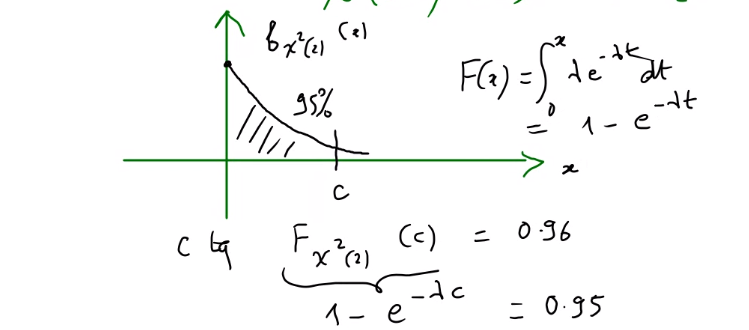 f_{χ²(2)} (x)
95%
F(x) = ∫_0^x λe^{-λt} dt
= 1 - e^{-λt}
x
c
c tq F_{χ²(2)} (c) = 0.96
1 - e^{-λc} = 0.95